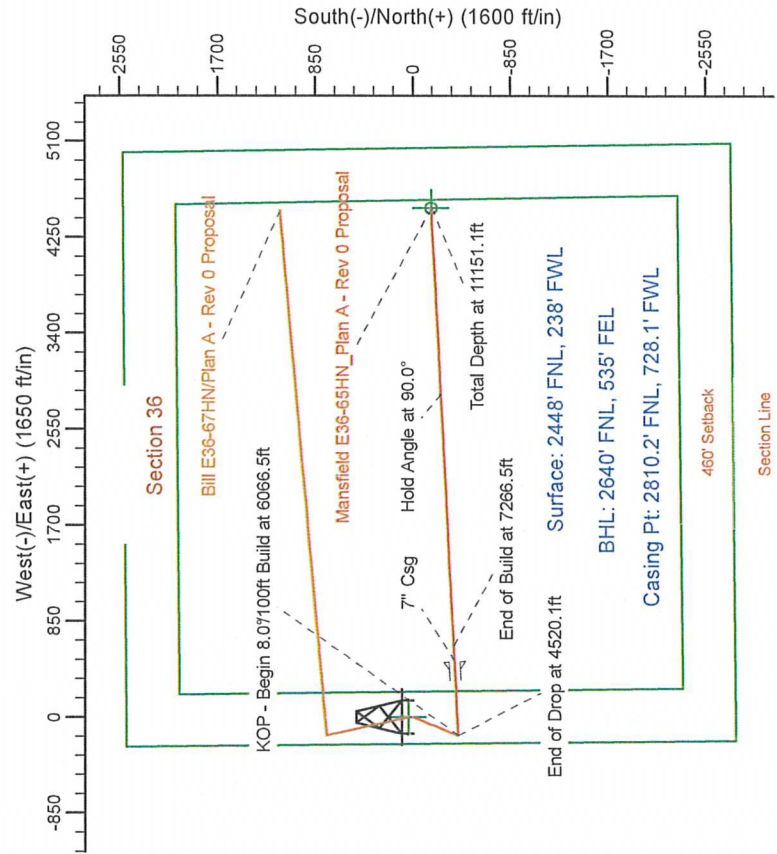 West(-)/East(+) (1650 ft/in)
-850
0
850
1700
2550
3400
4250
5100
South(-)/North(+) (1600 ft/in)
2550
1700
850
0
-850
-1700
-2550
Section 36
Bill E36-67HN/Plan A - Rev 0 Proposal
Mansfield E36-65HN_Plan A - Rev 0 Proposal
KOP - Begin 8.0°/100ft Build at 6066.5ft
Hold Angle at 90.0°
Total Depth at 11151.1ft
7" Csg
End of Build at 7266.5ft
End of Drop at 4520.1ft
Surface: 2448' FNL, 238' FWL
BHL: 2640' FNL, 535' FEL
Casing Pt: 2810.2' FNL, 728.1' FWL
460' Setback
Section Line